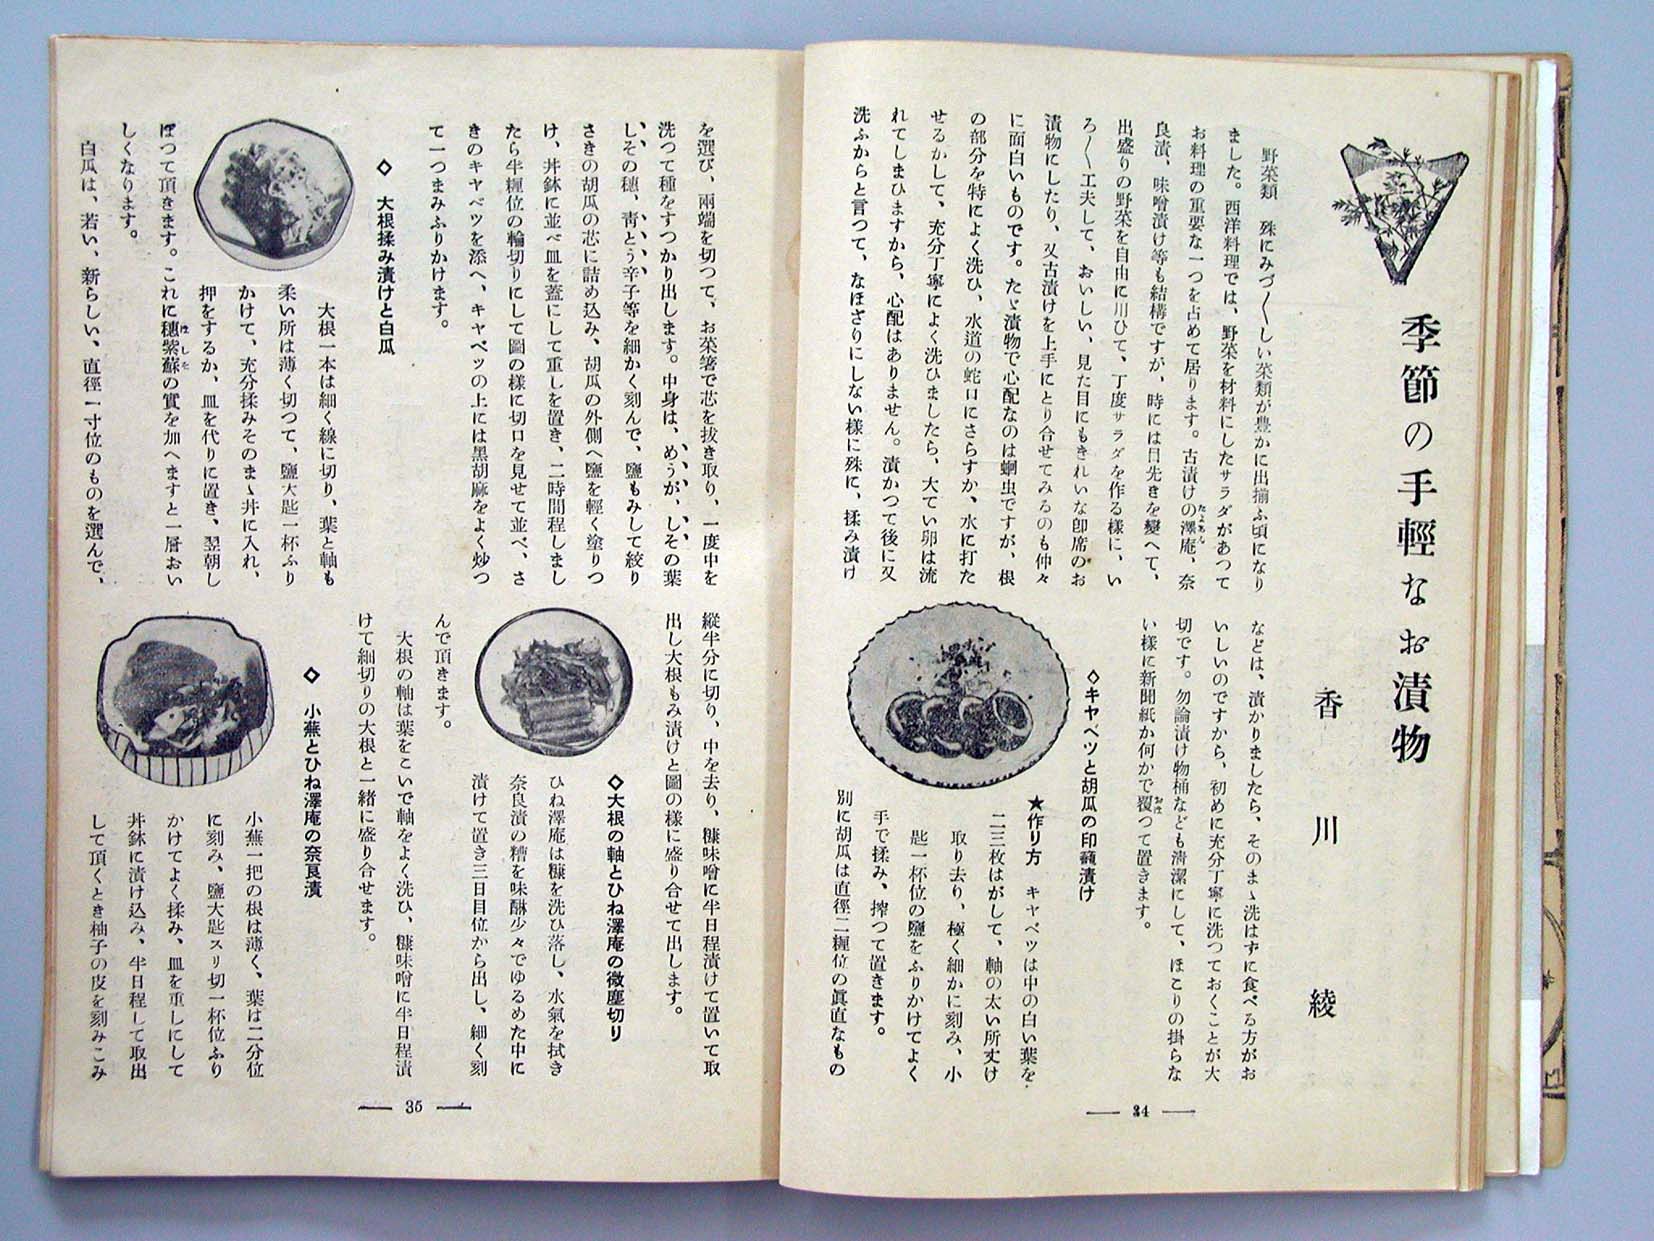 季節の手輕なお漬物
香川綾
野菜類　殊にみづ〳〵しい菜類が豊かに出揃ふ頃になり
ました。西洋料理では、野菜を材料にしたサラダがあつて
お料理の重要な一つを占めて居ります。古漬けの澤庵、奈
良漬、味噌漬け等も結構ですが、時には目先きを變へて、
出盛りの野菜を自由に用ひて、丁度サラダを作る樣に、い
ろ〳〵工夫して、おいしい、見た目にもきれいな卽席のお
漬物にしたり、又古漬けを上手にとり合せてみるのも仲々
に面白いものです。たゞ漬物で心配なのは蛔虫ですが、根
の部分を特によく洗ひ、水道の蛇口にさらすか、水に打た
せるかして、充分丁寧によく洗ひましたら、大てい卵は流
れてしまひますから、心配はありません。漬かつて後に又
洗ふからと言つて、なほざりにしない樣に殊に、揉み漬け
などは、漬かりましたら、そのまゝ洗はずに食べる方がお
いしいのですから、初めに充分丁寧に洗つておくことが大
切です。勿論漬け物桶なども淸潔にして、ほこりの掛らな
い樣に新聞紙か何かで覆つて置きます。
◇キャベツと胡瓜の印籠漬け
★作り方　キャベツは中の白い葉を
二三枚はがして、軸の太い所丈け
取り去り、極く細かに刻み、小
匙一杯位の鹽をふりかけてよく
手で揉み、搾つて置きます。
別に胡瓜は直徑二糎位の眞直なもの
34
を選び、兩端を切つて、お菜箸で芯を拔き取り、一度中を
洗つて種をすつかり出します。中身は、めうが、しその葉
しその穗、靑とう辛子等を細かく刻んで、鹽もみして絞り
さきの胡瓜の芯に詰め込み、胡瓜の外側へ鹽を輕く塗りつ
け、丼鉢に並べ皿を蓋にして重しを置き、二時間程しまし
たら半糎位の輪切りにして圖の樣に切口を見せて並べ、さ
きのキャベツを添へ、キャベツの上には黑胡麻をよく炒つ
て一つまみふりかけます。
◇大根揉み漬けと白瓜
大根一本は細く線に切り、葉と軸も
柔い所は薄く切つて、鹽大匙一杯ふり
かけて、充分揉みそのまゝ丼に入れ、
押をするか、皿を代りに置き、翌朝し
ぼつて頂きます。これに穗紫蘇の實を加へますと一層おい
しくなります。
白瓜は、若い、新らしい、直徑一寸位のものを選んで、
縱半分に切り、中を去り、糠味噌に半日程漬けて置いて取
出し大根もみ漬けと圖の樣に盛り合せて出します。
◇大根の軸とひね澤庵の微塵切り
ひね澤庵は糠を洗ひ落し、水氣を拭き
奈良漬の糟を味醂少々でゆるめた中に
漬けて置き三日目位から出し、細く刻
んで頂きます。
大根の軸は葉をこいで軸をよく洗ひ、糠味噌に半日程漬
けて細切りの大根と一緒に盛り合せます。
◇小蕪とひね澤庵の奈良漬
小蕪一把の根は薄く、葉は二分位
に刻み、鹽大匙スリ切一杯位ふり
かけてよく揉み、皿を重しにして
丼鉢に漬け込み、半日程して取出
して頂くとき柚子の皮を刻みこみ
35